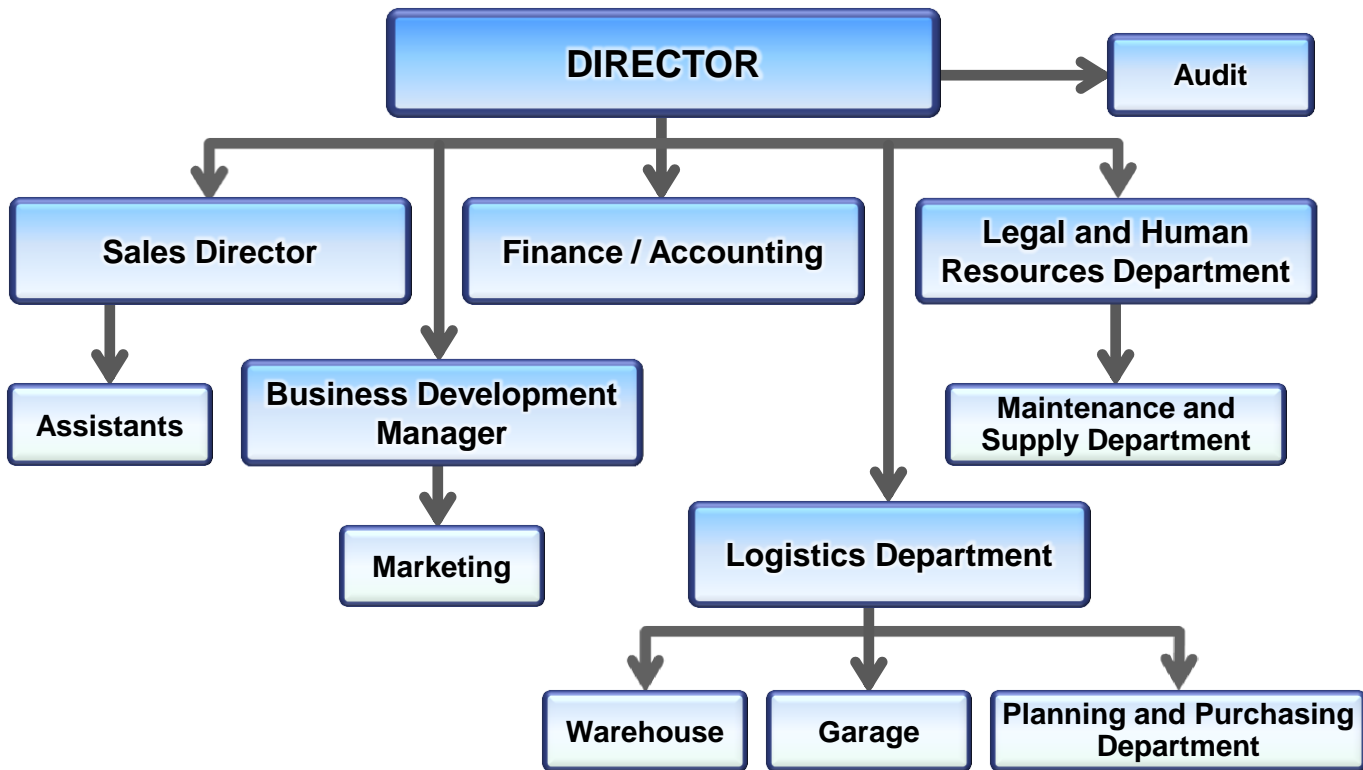 DIRECTOR
Audit
Sales Director
Finance / Accounting
Legal and Human
Resources Department
Assistants
Business Development
Manager
Maintenance and
Supply Department
Marketing
Logistics Department
Warehouse
Garage
Planning and Purchasing
Department